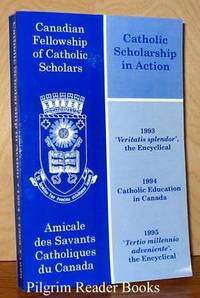 Canadian
Fellowship
of Catholic
Scholars
Amicale
des Savants
Catholiques
du Canada
Catholic
Scholarship
in Action
1993
'Veritatis splendor',
the Encyclical
1994
Catholic Education
in Canada
1995
'Tertio millennio
adveniente',
the Encyclical
Pilgrim Reader Books